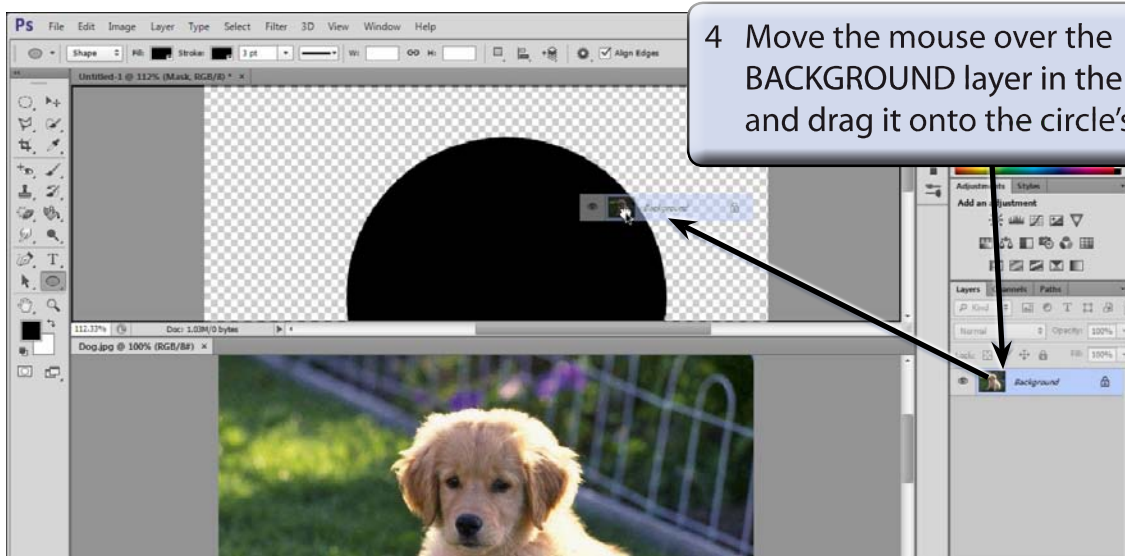 Ps File Edit Image Layer Type Select Filter 3D View Window Help
Shape Fill: Stroke: 3 pt W: H: Align Edges
4 Move the mouse over the
BACKGROUND layer in the
and drag it onto the circle's
Untitled-1 @ 112% (Mask, RGB/8) * ×
Background
Adjustments Styles
Add an adjustment
Layers Channels Paths
Kind
Normal Opacity: 100%
Lock: Fill: 100%
Background
112.33% Doc: 1.03M/0 bytes
Dog.jpg @ 100% (RGB/8#) ×